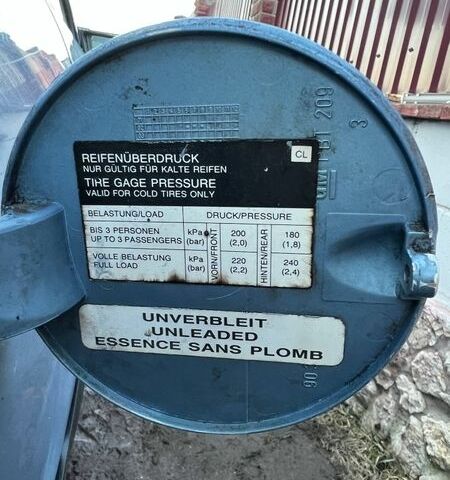 209
3
REIFENÜBERDRUCK CL
NUR GÜLTIG FÜR KALTE REIFEN
TIRE GAGE PRESSURE
VALID FOR COLD TIRES ONLY
BELASTUNG/LOAD DRUCK/PRESSURE
BIS 3 PERSONEN kPa 200 180
UP TO 3 PASSENGERS (bar) (2,0) (1,8)
VOLLE BELASTUNG kPa 220 240
FULL LOAD (bar) (2,2) (2,4)
VORN/FRONT
HINTEN/REAR
UNVERBLEIT
UNLEADED
ESSENCE SANS PLOMB